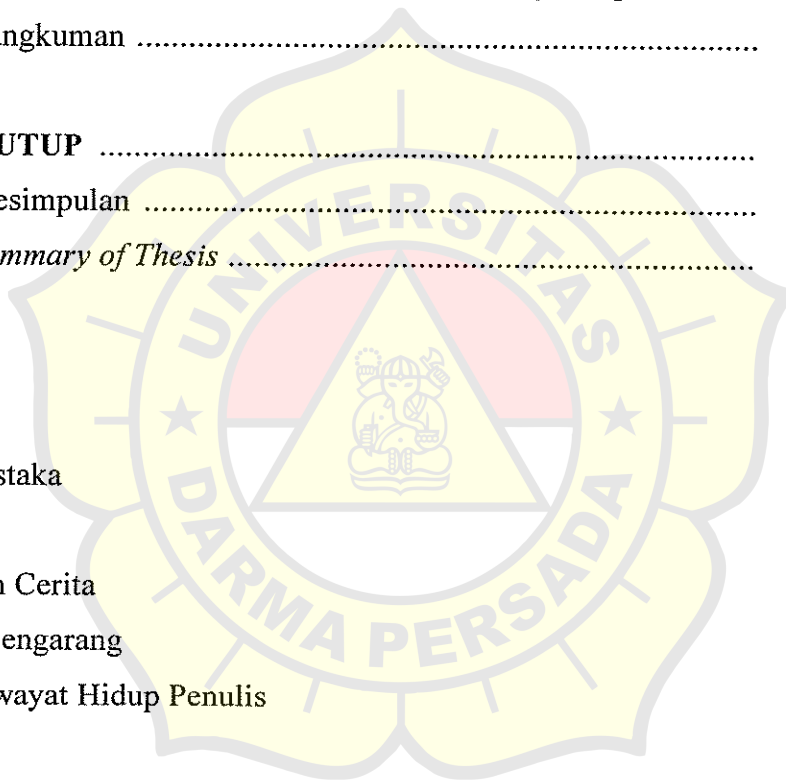 angkuman ........................................................................................
UTUP .............................................................................................
esimpulan .......................................................................................
mmary of Thesis ...........................................................................
UNIVERSITAS
staka
DARMA PERSADA
n Cerita
engarang
wayat Hidup Penulis